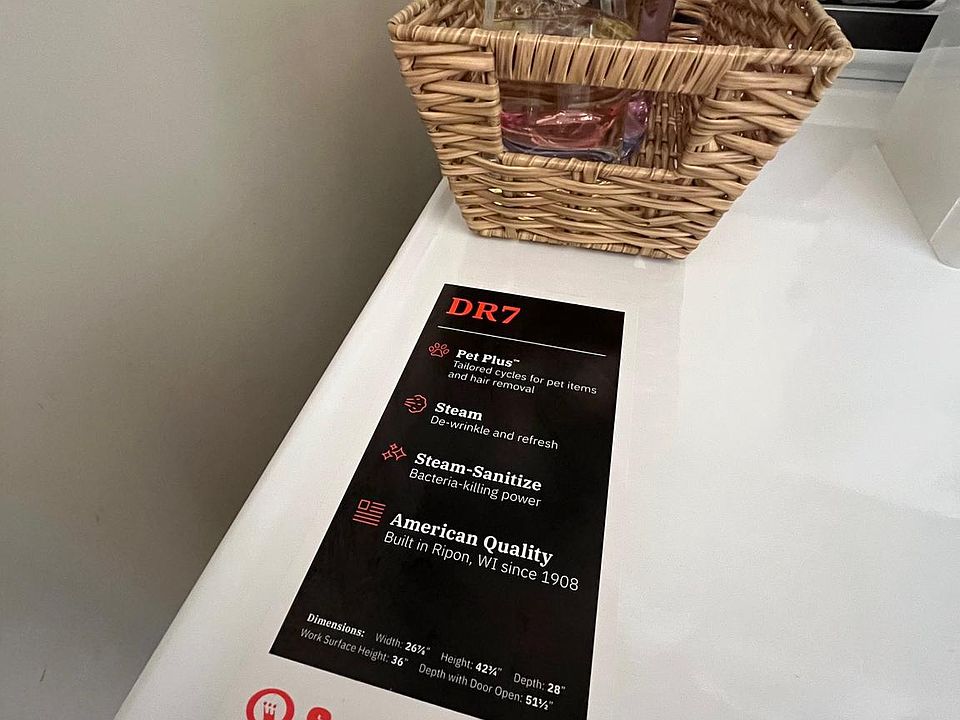 DR7
Pet Plus™
Tailored cycles for pet items
and hair removal
Steam
De-wrinkle and refresh
Steam-Sanitize
Bacteria-killing power
American Quality
Built in Ripon, WI since 1908
Dimensions: Width: 26⅞" Height: 42¾" Depth: 28"
Work Surface Height: 36" Depth with Door Open: 51½"